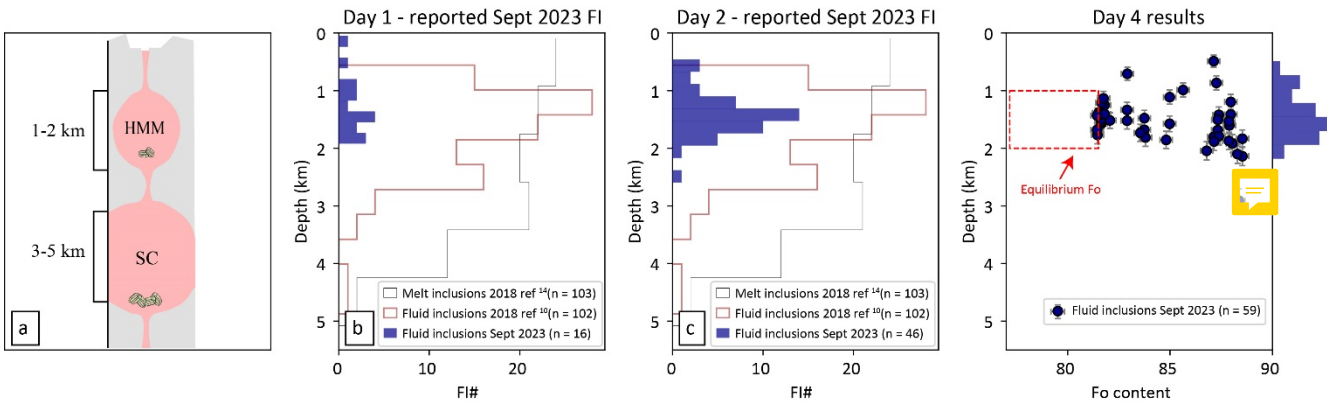 Day 1 - reported Sept 2023 FI
Day 2 - reported Sept 2023 FI
Day 4 results
1-2 km
HMM
3-5 km
SC
a
0
1
2
3
4
5
Depth (km)
Melt inclusions 2018 ref ¹⁴(n = 103)
Fluid inclusions 2018 ref ¹⁰(n = 102)
Fluid inclusions Sept 2023 (n = 16)
b
0
20
FI#
0
1
2
3
4
5
Depth (km)
Melt inclusions 2018 ref ¹⁴(n = 103)
Fluid inclusions 2018 ref ¹⁰(n = 102)
Fluid inclusions Sept 2023 (n = 46)
c
0
20
FI#
0
1
2
3
4
5
Depth (km)
Equilibrium Fo
Fluid inclusions Sept 2023 (n = 59)
80
85
90
Fo content